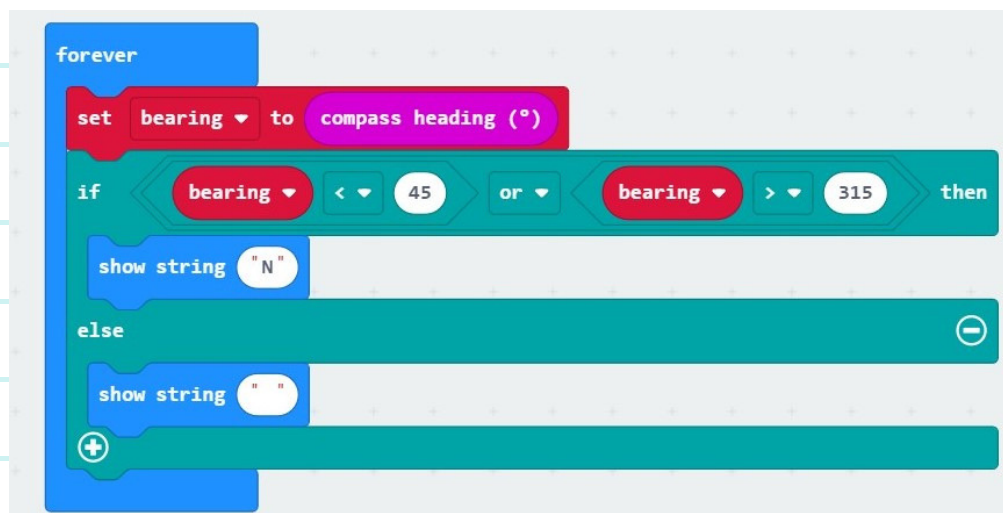 forever
set bearing to compass heading (°)
if bearing < 45 or bearing > 315 then
show string "N"
else
show string " "